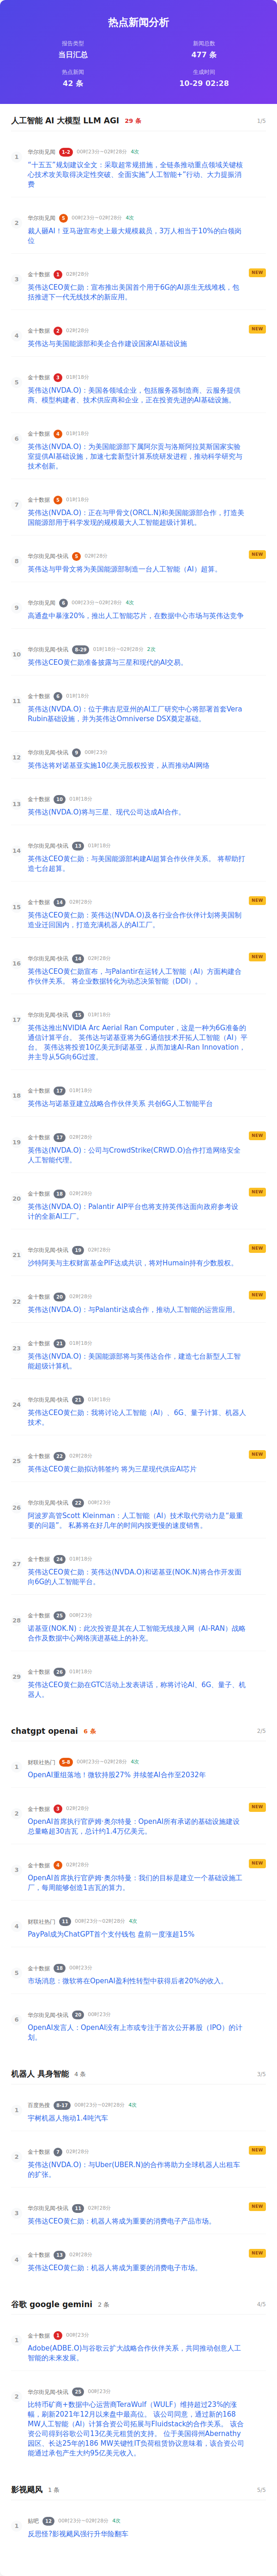 热点新闻分析
报告类型
新闻总数
当日汇总
477 条
热点新闻
生成时间
42 条
10-29 02:28
人工智能 AI 大模型 LLM AGI 29 条 1/5
1 华尔街见闻 1-2 00时23分~02时28分 4次
“十五五”规划建议全文：采取超常规措施，全链条推动重点领域关键核
心技术攻关取得决定性突破、全面实施“人工智能+”行动、大力提振消
费
2 华尔街见闻 5 00时23分~02时28分 4次
裁人砸AI！亚马逊宣布史上最大规模裁员，3万人相当于10%的白领岗
位
3 金十数据 1 02时28分 NEW
英伟达CEO黄仁勋：宣布推出美国首个用于6G的AI原生无线堆栈，包
括推进下一代无线技术的新应用。
4 金十数据 2 02时28分 NEW
英伟达与美国能源部和美企合作建设国家AI基础设施
5 金十数据 3 01时18分
英伟达(NVDA.O)：美国各领域企业，包括服务器制造商、云服务提供
商、模型构建者、技术供应商和企业，正在投资先进的AI基础设施。
6 金十数据 4 01时18分
英伟达(NVDA.O)：为美国能源部下属阿尔贡与洛斯阿拉莫斯国家实验
室提供AI基础设施，加速七套新型计算系统研发进程，推动科学研究与
技术创新。
7 金十数据 5 01时18分
英伟达(NVDA.O)：正在与甲骨文(ORCL.N)和美国能源部合作，打造美
国能源部用于科学发现的规模最大人工智能超级计算机。
8 华尔街见闻-快讯 5 02时28分 NEW
英伟达与甲骨文将为美国能源部制造一台人工智能（AI）超算。
9 华尔街见闻 6 00时23分~02时28分 4次
高通盘中暴涨20%，推出人工智能芯片，在数据中心市场与英伟达竞争
10 华尔街见闻-快讯 8-29 01时18分~02时28分 2次
英伟达CEO黄仁勋准备披露与三星和现代的AI交易。
11 金十数据 6 01时18分
英伟达(NVDA.O)：位于弗吉尼亚州的AI工厂研究中心将部署首套Vera
Rubin基础设施，并为英伟达Omniverse DSX奠定基础。
12 华尔街见闻-快讯 9 00时23分
英伟达将对诺基亚实施10亿美元股权投资，从而推动AI网络
13 金十数据 10 01时18分
英伟达(NVDA.O)将与三星、现代公司达成AI合作。
14 华尔街见闻-快讯 13 01时18分
英伟达CEO黄仁勋：与美国能源部构建AI超算合作伙伴关系。 将帮助打
造七台超算。
15 金十数据 14 02时28分 NEW
英伟达CEO黄仁勋：英伟达(NVDA.O)及各行业合作伙伴计划将美国制
造业迁回国内，打造充满机器人的AI工厂。
16 华尔街见闻-快讯 14 02时28分 NEW
英伟达CEO黄仁勋宣布，与Palantir在运转人工智能（AI）方面构建合
作伙伴关系。 将企业数据转化为动态决策智能（DDI）。
17 华尔街见闻-快讯 15 01时18分
英伟达推出NVIDIA Arc Aerial Ran Computer，这是一种为6G准备的
通信计算平台。 英伟达与诺基亚将为6G通信技术开拓人工智能（AI）平
台。 英伟达将投资10亿美元到诺基亚，从而加速AI-Ran Innovation，
并主导从5G向6G过渡。
18 金十数据 17 01时18分
英伟达与诺基亚建立战略合作伙伴关系 共创6G人工智能平台
19 金十数据 17 02时28分 NEW
英伟达(NVDA.O)：公司与CrowdStrike(CRWD.O)合作打造网络安全
人工智能代理。
20 金十数据 18 02时28分 NEW
英伟达(NVDA.O)：Palantir AIP平台也将支持英伟达面向政府参考设
计的全新AI工厂。
21 华尔街见闻-快讯 19 02时28分 NEW
沙特阿美与主权财富基金PIF达成共识，将对Humain持有少数股权。
22 金十数据 20 02时28分 NEW
英伟达(NVDA.O)：与Palantir达成合作，推动人工智能的运营应用。
23 金十数据 21 01时18分
英伟达(NVDA.O)：美国能源部将与英伟达合作，建造七台新型人工智
能超级计算机。
24 华尔街见闻-快讯 21 01时18分
英伟达CEO黄仁勋：我将讨论人工智能（AI）、6G、量子计算、机器人
技术。
25 金十数据 22 02时28分 NEW
英伟达CEO黄仁勋拟访韩签约 将为三星现代供应AI芯片
26 华尔街见闻-快讯 22 00时23分
阿波罗高管Scott Kleinman：人工智能（AI）技术取代劳动力是“最重
要的问题”。 私募将在好几年的时间内按更慢的速度销售。
27 金十数据 24 01时18分
英伟达CEO黄仁勋：英伟达(NVDA.O)和诺基亚(NOK.N)将合作开发面
向6G的人工智能平台。
28 金十数据 25 00时23分
诺基亚(NOK.N)：此次投资是其在人工智能无线接入网（AI-RAN）战略
合作及数据中心网络演进基础上的补充。
29 金十数据 26 01时18分
英伟达CEO黄仁勋在GTC活动上发表讲话，称将讨论AI、6G、量子、机
器人。
chatgpt openai 6 条 2/5
1 财联社热门 5-8 00时23分~02时28分 4次
OpenAI重组落地！微软持股27% 并续签AI合作至2032年
2 金十数据 3 02时28分 NEW
OpenAI首席执行官萨姆·奥尔特曼：OpenAI所有承诺的基础设施建设
总量略超30吉瓦，总计约1.4万亿美元。
3 金十数据 4 02时28分 NEW
OpenAI首席执行官萨姆·奥尔特曼：我们的目标是建立一个基础设施工
厂，每周能够创造1吉瓦的算力。
4 财联社热门 11 00时23分~02时28分 4次
PayPal成为ChatGPT首个支付钱包 盘前一度涨超15%
5 金十数据 18 00时23分
市场消息：微软将在OpenAI盈利性转型中获得后者20%的收入。
6 华尔街见闻-快讯 20 00时23分
OpenAI发言人：OpenAI没有上市或专注于首次公开募股（IPO）的计
划。
机器人 具身智能 4 条 3/5
1 百度热搜 8-17 00时23分~02时28分 4次
宇树机器人拖动1.4吨汽车
2 金十数据 7 02时28分 NEW
英伟达(NVDA.O)：与Uber(UBER.N)的合作将助力全球机器人出租车
的扩张。
3 华尔街见闻-快讯 11 02时28分 NEW
英伟达CEO黄仁勋：机器人将成为重要的消费电子产品市场。
4 金十数据 13 02时28分 NEW
英伟达CEO黄仁勋：机器人将成为重要的消费电子市场。
谷歌 google gemini 2 条 4/5
1 金十数据 1 00时23分
Adobe(ADBE.O)与谷歌云扩大战略合作伙伴关系，共同推动创意人工
智能的未来发展。
2 华尔街见闻-快讯 25 00时23分
比特币矿商+数据中心运营商TeraWulf（WULF）维持超过23%的涨
幅，刷新2021年12月以来盘中最高位。 该公司同意，通过新的168
MW人工智能（AI）计算合资公司拓展与Fluidstack的合作关系。 该合
资公司得到谷歌公司13亿美元租赁的支持。 位于美国得州Abernathy
园区、长达25年的186 MW关键性IT负荷租赁协议意味着，该合资公司
能通过承包产生大约95亿美元收入。
影视飓风 1 条 5/5
1 贴吧 12 00时23分~02时28分 4次
反思怪?影视飓风强行升华险翻车